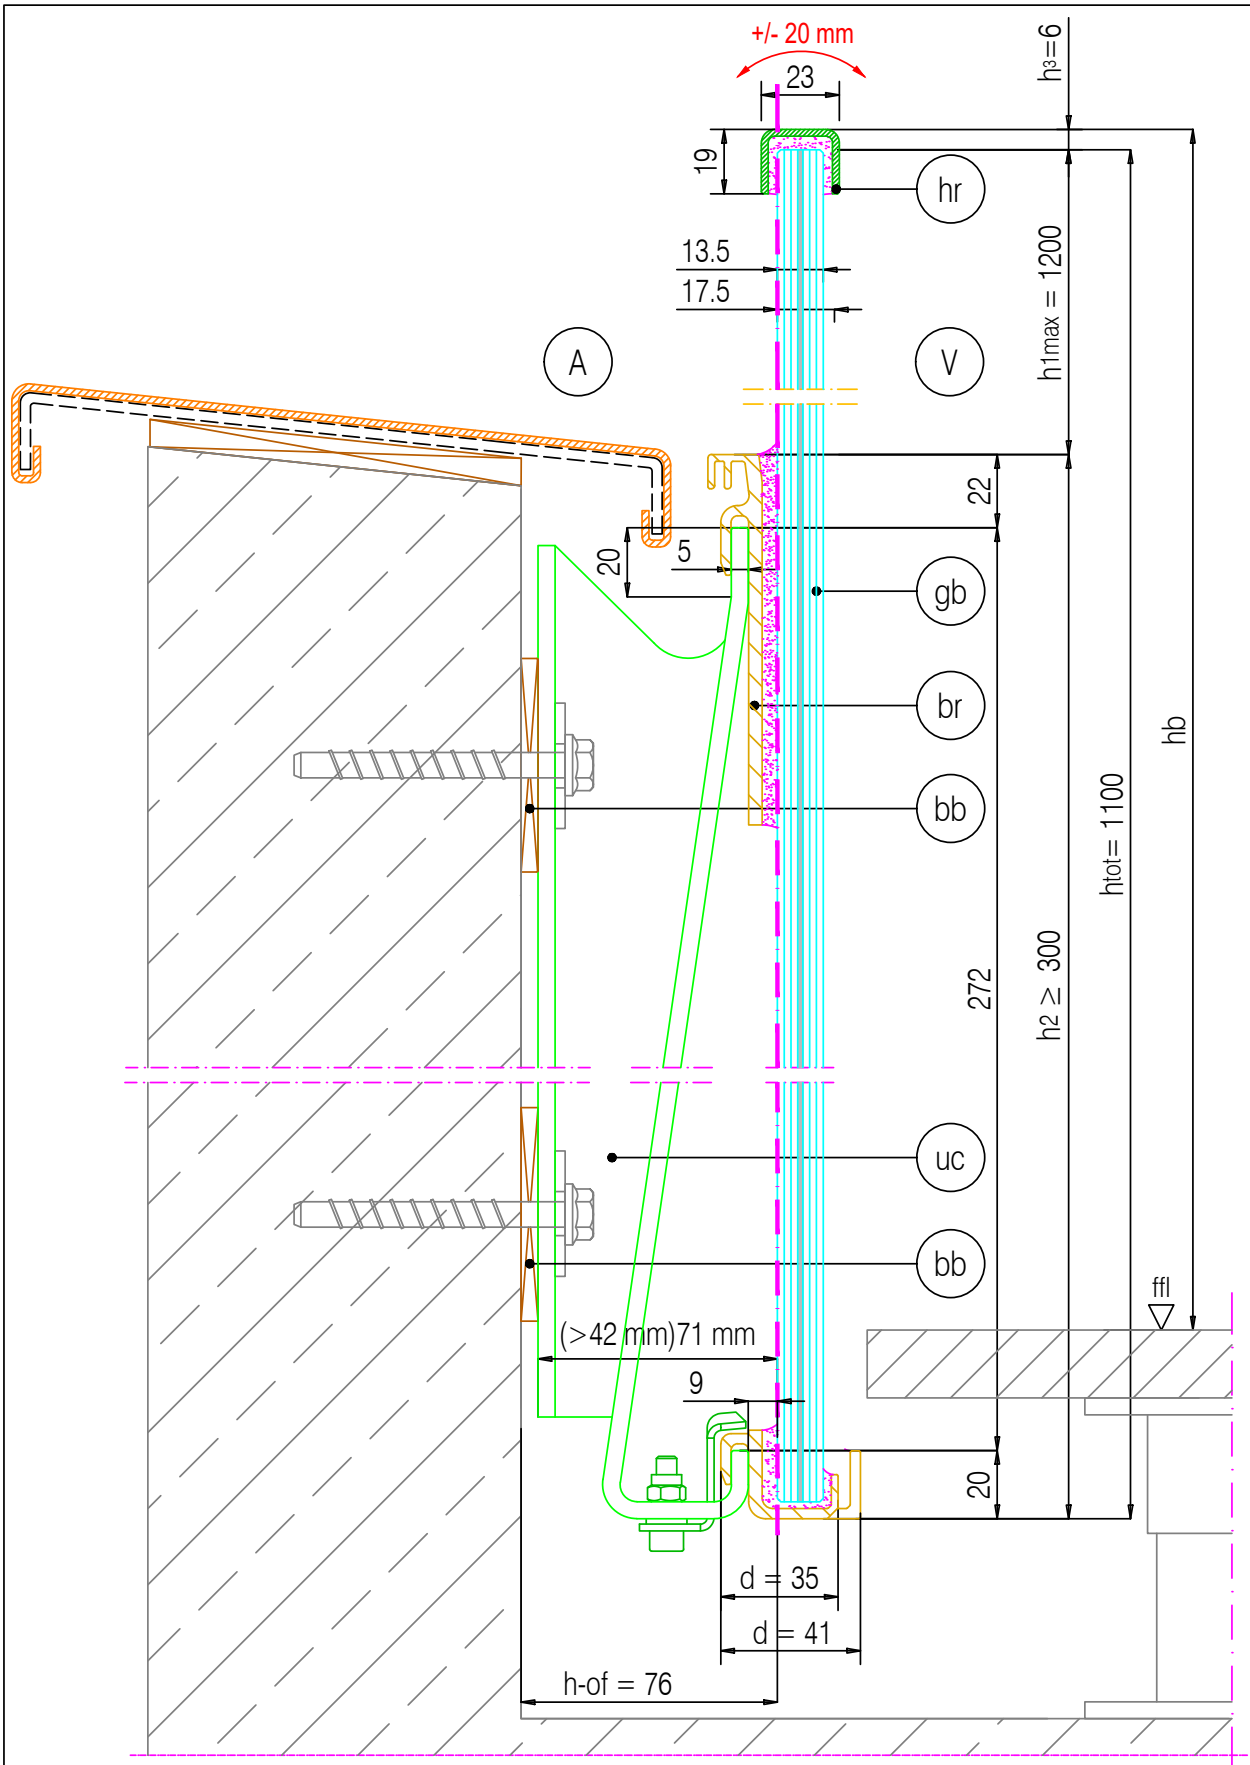 +/- 20 mm
23
h3=6
19
hr
13.5
17.5
h1max = 1200
A
V
22
20
5
gb
br
hb
bb
htot= 1100
h2 ≥ 300
272
uc
bb
ffl
(>42 mm)71 mm
9
20
d = 35
d = 41
h-of = 76